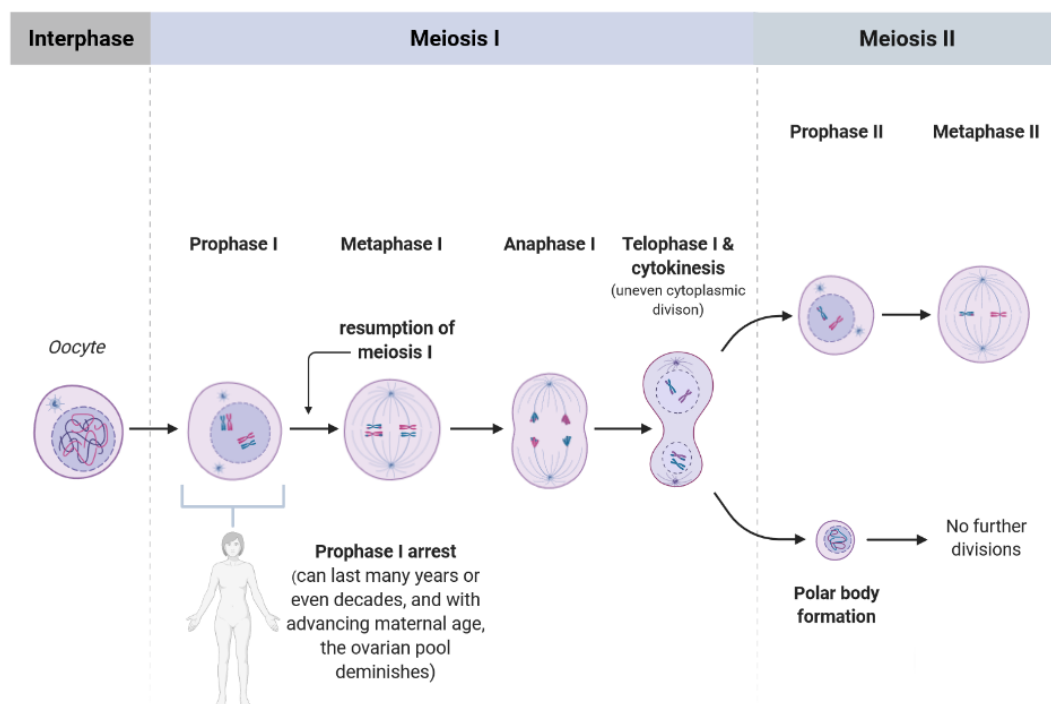 Interphase
Meiosis I
Meiosis II
Prophase II
Metaphase II
Prophase I
Metaphase I
Anaphase I
Telophase I &
cytokinesis
(uneven cytoplasmic
divison)
resumption of
meiosis I
Oocyte
Prophase I arrest
(can last many years or
even decades, and with
advancing maternal age,
the ovarian pool
deminishes)
No further
divisions
Polar body
formation